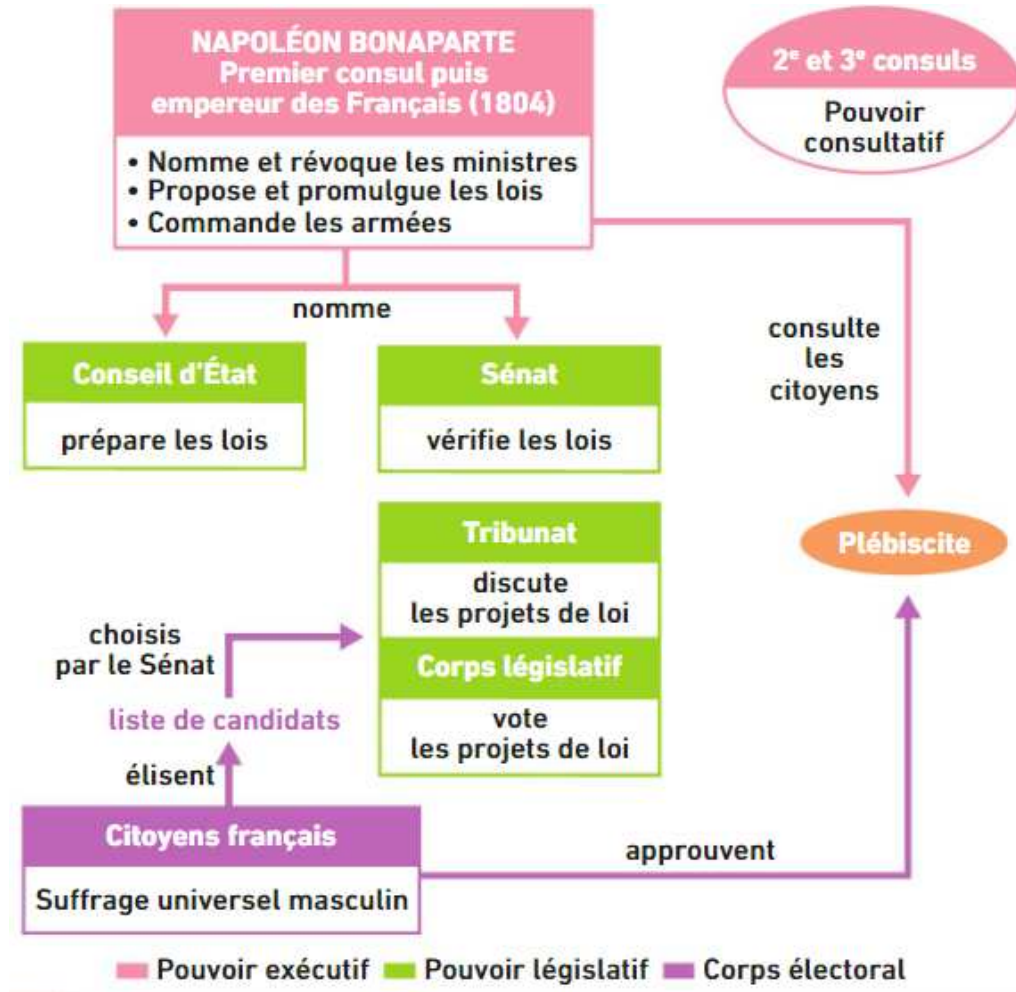 NAPOLÉON BONAPARTE
Premier consul puis
empereur des Français (1804)
• Nomme et révoque les ministres
• Propose et promulgue les lois
• Commande les armées
2e et 3e consuls
Pouvoir
consultatif
nomme
consulte
les
citoyens
Conseil d'État
prépare les lois
Sénat
vérifie les lois
Tribunat
discute
les projets de loi
Corps législatif
vote
les projets de loi
Plébiscite
choisis
par le Sénat
liste de candidats
élisent
Citoyens français
Suffrage universel masculin
approuvent
Pouvoir exécutif Pouvoir législatif Corps électoral